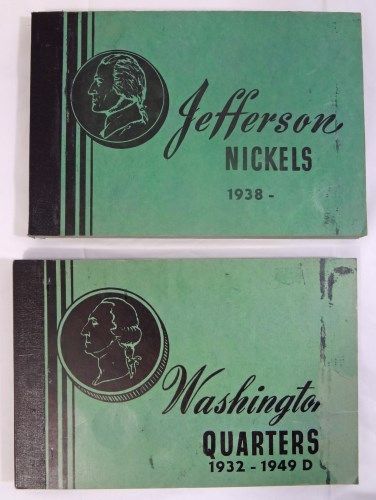 Jefferson
NICKELS
1938 -
Washington
QUARTERS
1932 - 1949 D